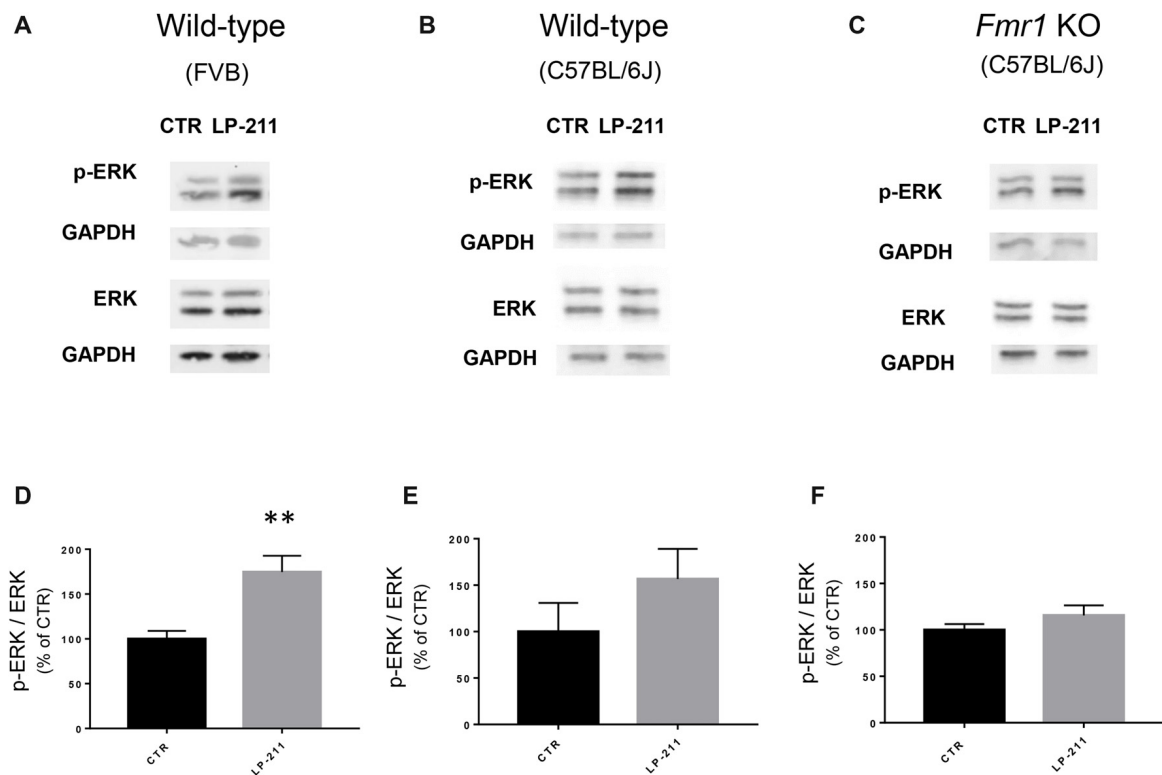 A
Wild-type
(FVB)
CTR LP-211
p-ERK
GAPDH
ERK
GAPDH
B
Wild-type
(C57BL/6J)
CTR LP-211
p-ERK
GAPDH
ERK
GAPDH
C
Fmr1 KO
(C57BL/6J)
CTR LP-211
p-ERK
GAPDH
ERK
GAPDH
D
**
p-ERK / ERK
(% of CTR)
200
150
100
50
0
CTR
LP-211
E
p-ERK / ERK
(% of CTR)
200
150
100
50
0
CTR
LP-211
F
p-ERK / ERK
(% of CTR)
200
150
100
50
0
CTR
LP-211